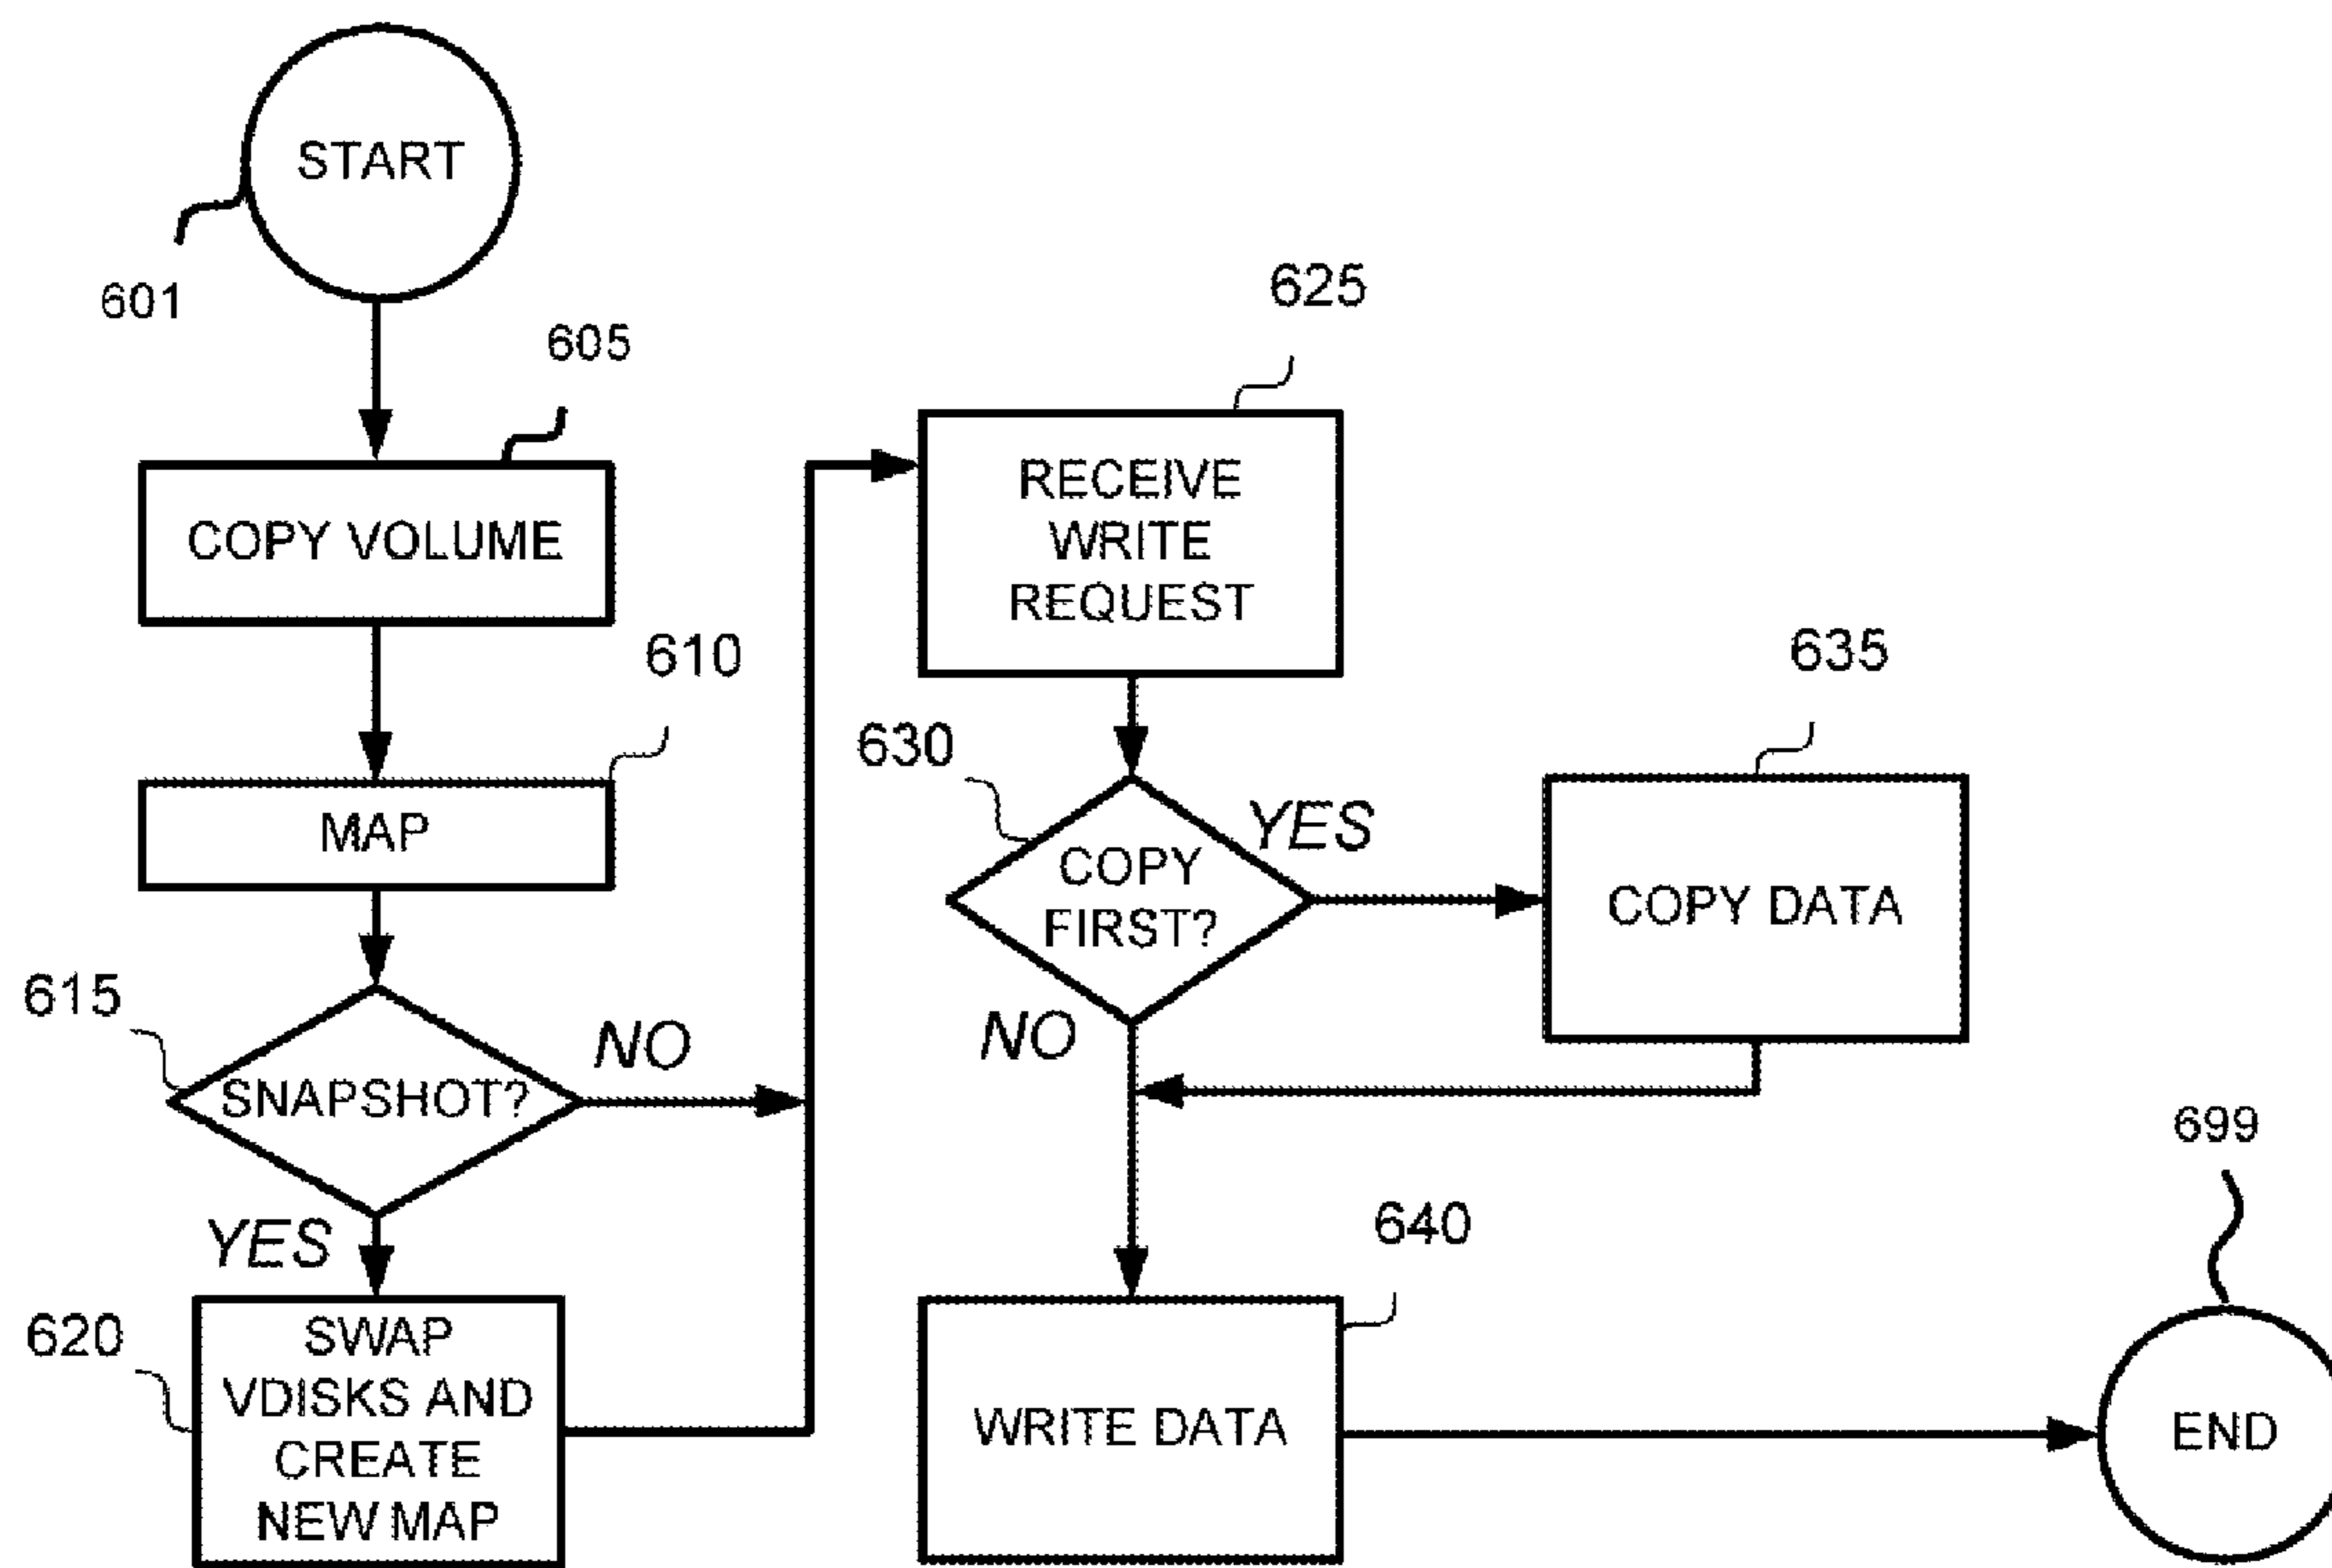 START
601
605
COPY VOLUME
610
MAP
615
SNAPSHOT?
NO
YES
620
SWAP
VDISKS AND
CREATE
NEW MAP
625
RECEIVE
WRITE
REQUEST
630
COPY
FIRST?
YES
NO
635
COPY DATA
640
WRITE DATA
699
END